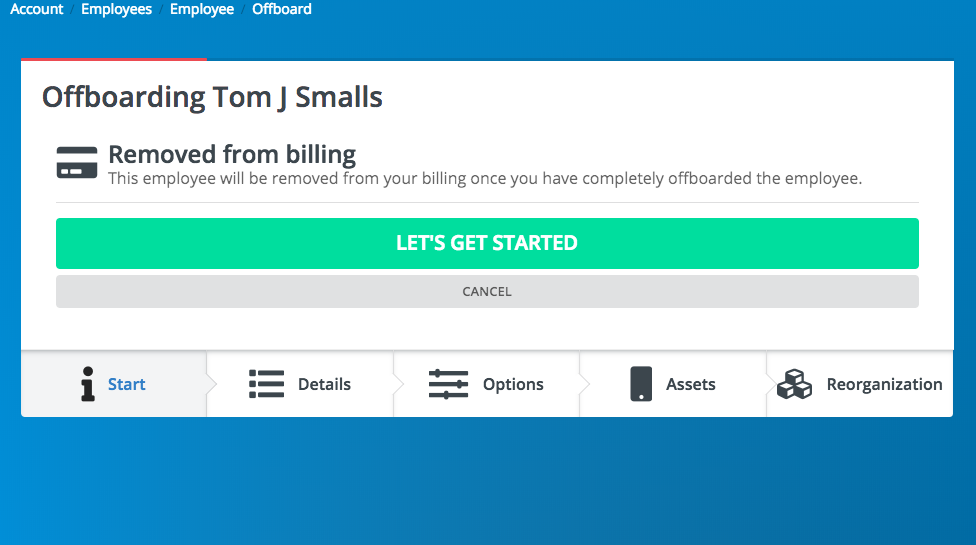 Account / Employees / Employee / Offboard
Offboarding Tom J Smalls
Removed from billing
This employee will be removed from your billing once you have completely offboarded the employee.
LET'S GET STARTED
CANCEL
Start
Details
Options
Assets
Reorganization